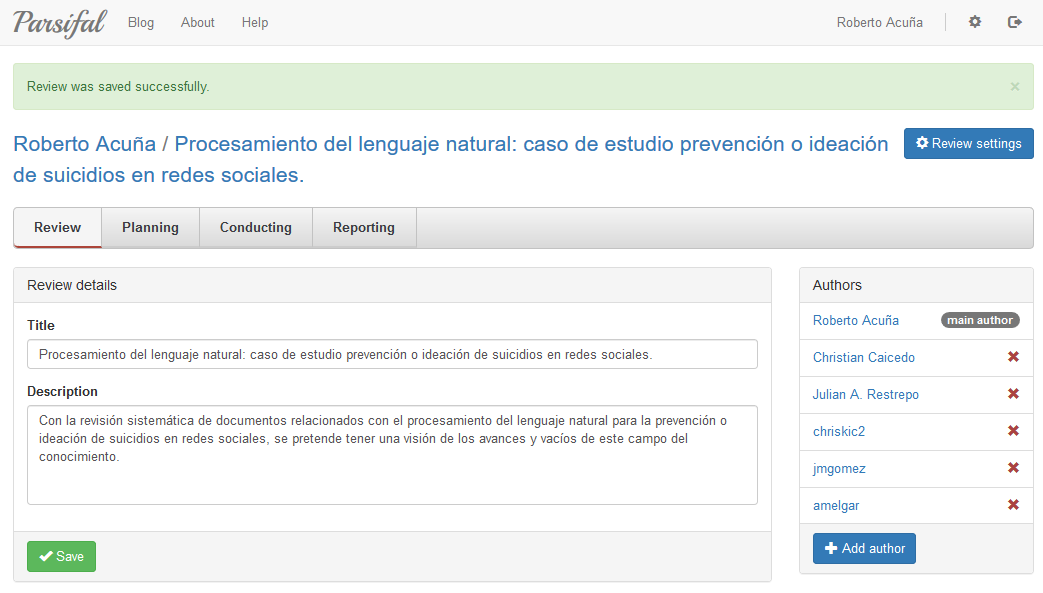 Parsifal Blog About Help Roberto Acuña
Review was saved successfully. ×
Roberto Acuña / Procesamiento del lenguaje natural: caso de estudio prevención o ideación
de suicidios en redes sociales.
Review settings
Review Planning Conducting Reporting
Review details
Title
Procesamiento del lenguaje natural: caso de estudio prevención o ideación de suicidios en redes sociales.
Description
Con la revisión sistemática de documentos relacionados con el procesamiento del lenguaje natural para la prevención o
ideación de suicidios en redes sociales, se pretende tener una visión de los avances y vacíos de este campo del
conocimiento.
Save
Authors
Roberto Acuña main author
Christian Caicedo
Julian A. Restrepo
chriskic2
jmgomez
amelgar
Add author